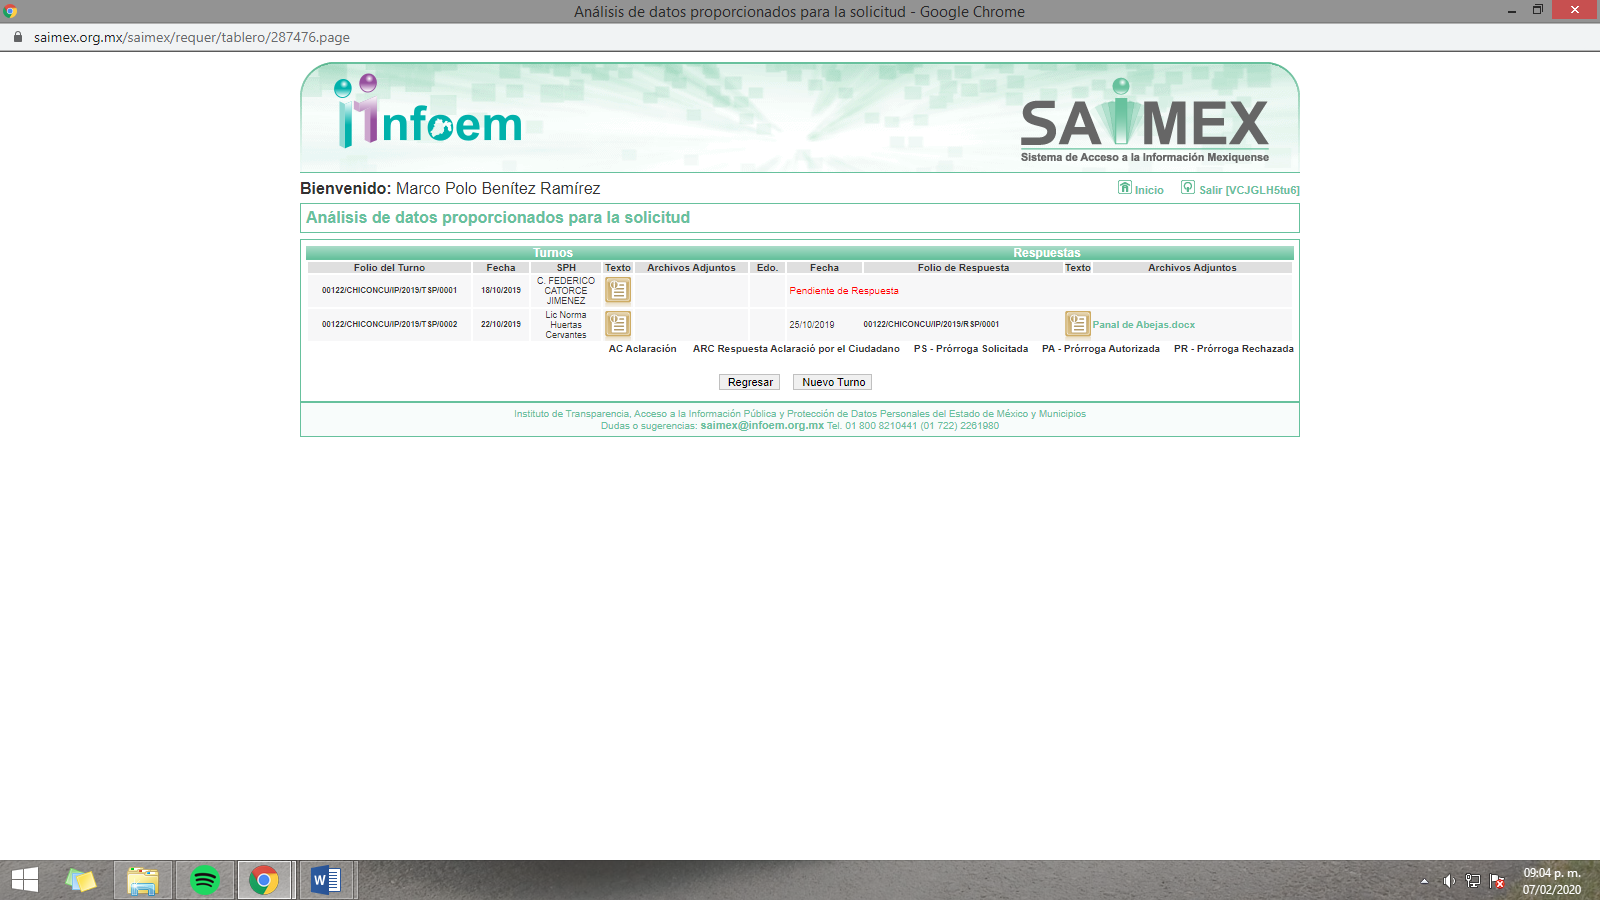 Análisis de datos proporcionados para la solicitud - Google Chrome
saimex.org.mx/saimex/requer/tablero/287476.page
infoem
SAIMEX
Sistema de Acceso a la Información Mexiquense
Bienvenido: Marco Polo Benítez Ramírez
Inicio Salir [VCJGLH5tu6]
Análisis de datos proporcionados para la solicitud
Turnos Respuestas
Folio del Turno Fecha SPH Texto Archivos Adjuntos Edo. Fecha Folio de Respuesta Texto Archivos Adjuntos
00122/CHICONCU/IP/2019/TSP/0001 18/10/2019 C. FEDERICO CATORCE JIMENEZ Pendiente de Respuesta
00122/CHICONCU/IP/2019/TSP/0002 22/10/2019 Lic Norma Huertas Cervantes 25/10/2019 00122/CHICONCU/IP/2019/RSP/0001 Panal de Abejas.docx
AC Aclaración ARC Respuesta Aclaració por el Ciudadano PS - Prórroga Solicitada PA - Prórroga Autorizada PR - Prórroga Rechazada
Regresar Nuevo Turno
Instituto de Transparencia, Acceso a la Información Pública y Protección de Datos Personales del Estado de México y Municipios
Dudas o sugerencias: saimex@infoem.org.mx Tel. 01 800 8210441 (01 722) 2261980
09:04 p. m.
07/02/2020